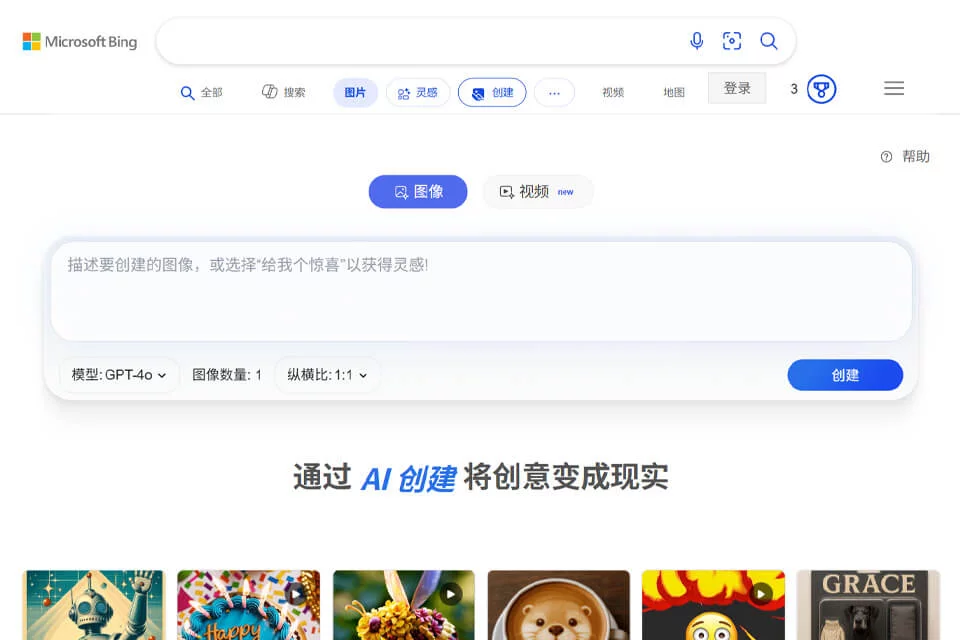 Microsoft Bing
全部
搜索
图片
灵感
创建
...
视频
地图
登录
3
帮助
图像
视频 new
描述要创建的图像，或选择“给我个惊喜”以获得灵感!
模型: GPT-4o
图像数量: 1
纵横比: 1:1
创建
通过 AI 创建 将创意变成现实
Happy
GRACE